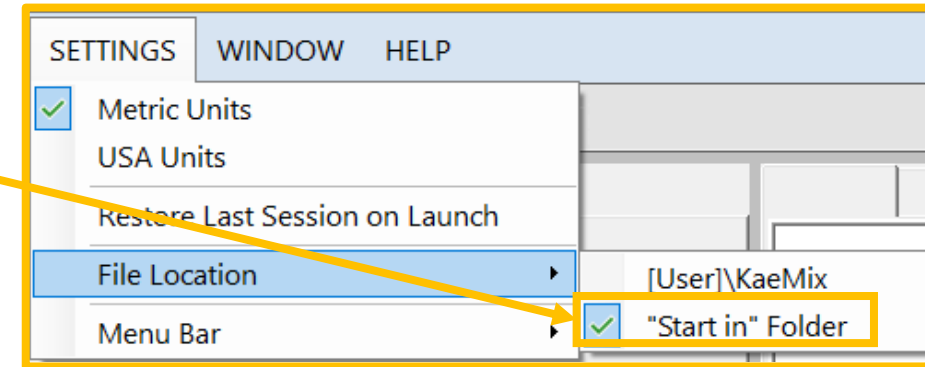 SETTINGS WINDOW HELP
Metric Units
USA Units
Restore Last Session on Launch
File Location
[User]\KaeMix
"Start in" Folder
Menu Bar